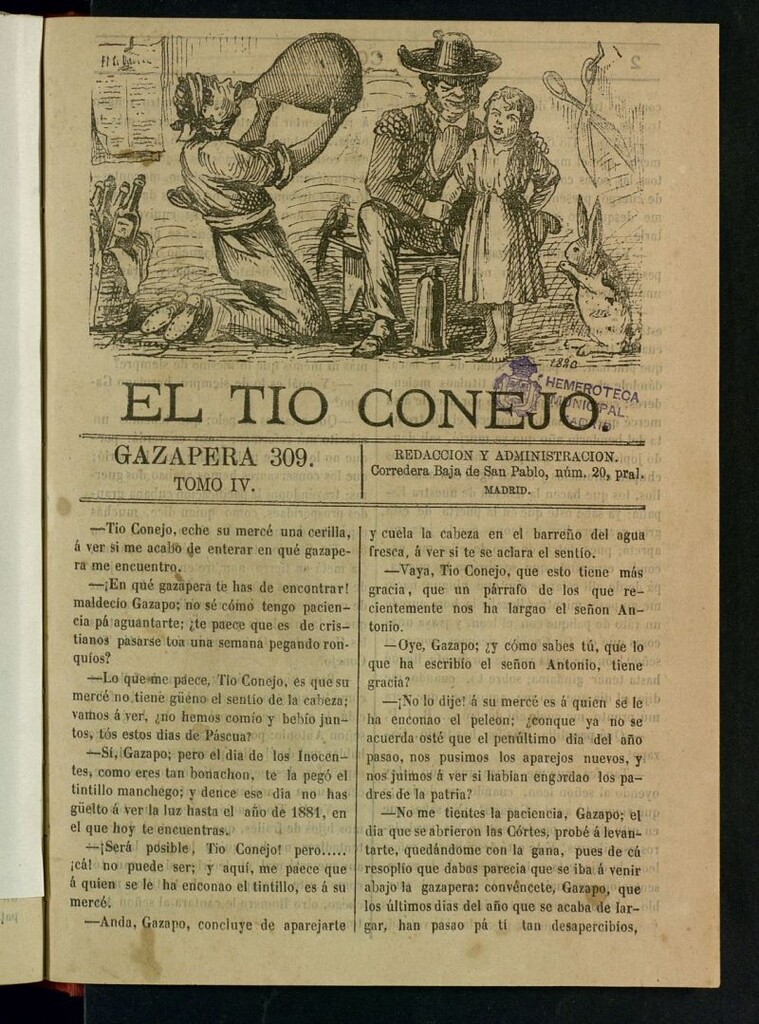 1880
HEMEROTECA
MUNICIPAL
MADRID
EL TIO CONEJO.
GAZAPERA 309.
TOMO IV.
REDACCION Y ADMINISTRACION.
Corredera Baja de San Pablo, núm. 20, pral.
MADRID.
—Tio Conejo, eche su mercé una cerilla,
á ver si me acabo de enterar en qué gazape-
ra me encuentro.
—¡En qué gazapera te has de encontrar!
maldecío Gazapo; no sé cómo tengo pacien-
cia pá aguantarte; ¿te paece que es de cris-
tianos pasarse toa una semana pegando ron-
quíos?
—Lo que me paece, Tio Conejo, es que su
mercé no tiene güeno el sentío de la cabeza;
vamos á ver, ¿no hemos comío y bebío jun-
tos, tós estos dias de Páscua?
—Sí, Gazapo; pero el dia de los Inocen-
tes, como eres tan bonachon, te la pegó el
tintillo manchego; y dence ese dia no has
güelto á ver la luz hasta el año de 1881, en
el que hoy te encuentras.
—¡Será posible, Tio Conejo! pero.....
¡cá! no puede ser; y aquí, me paece que
á quien se le ha enconao el tintillo, es á su
mercé.
—Anda, Gazapo, concluye de aparejarte
y cuela la cabeza en el barreño del agua
fresca, á ver si te se aclara el sentío.
—Vaya, Tio Conejo, que esto tiene más
gracia, que un párrafo de los que re-
cientemente nos ha largao el señon An-
tonio.
—Oye, Gazapo; ¿y cómo sabes tú, que lo
que ha escribío el señon Antonio, tiene
gracia?
—¡No lo dije! á su mercé es á quien se le
ha enconao el peleon; ¿conque ya no se
acuerda osté que el penúltimo dia del año
pasao, nos pusimos los aparejos nuevos, y
nos juimos á ver si habian engordao los pa-
dres de la patria?
—No me tientes la paciencia, Gazapo; el
dia que se abrieron las Córtes, probé á levan-
tarte, quedándome con la gana, pues de cá
resoplío que dabas parecia que se iba á venir
abajo la gazapera: convéncete, Gazapo, que
los últimos dias del año que se acaba de lar-
gar, han pasao pá tí tan desapercibíos,